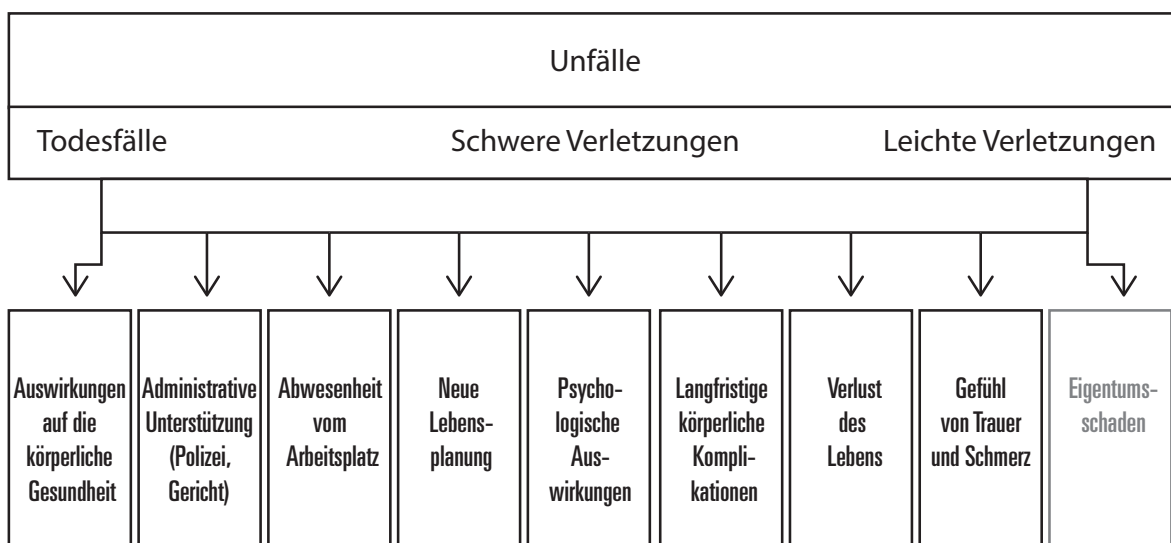 Unfälle
Todesfälle Schwere Verletzungen Leichte Verletzungen
Auswirkungen
auf die
körperliche
Gesundheit
Administrative
Unterstützung
(Polizei,
Gericht)
Abwesenheit
vom
Arbeitsplatz
Neue
Lebens-
planung
Psycho-
logische
Aus-
wirkungen
Langfristige
körperliche
Kompli-
kationen
Verlust
des
Lebens
Gefühl
von Trauer
und Schmerz
Eigentums-
schaden